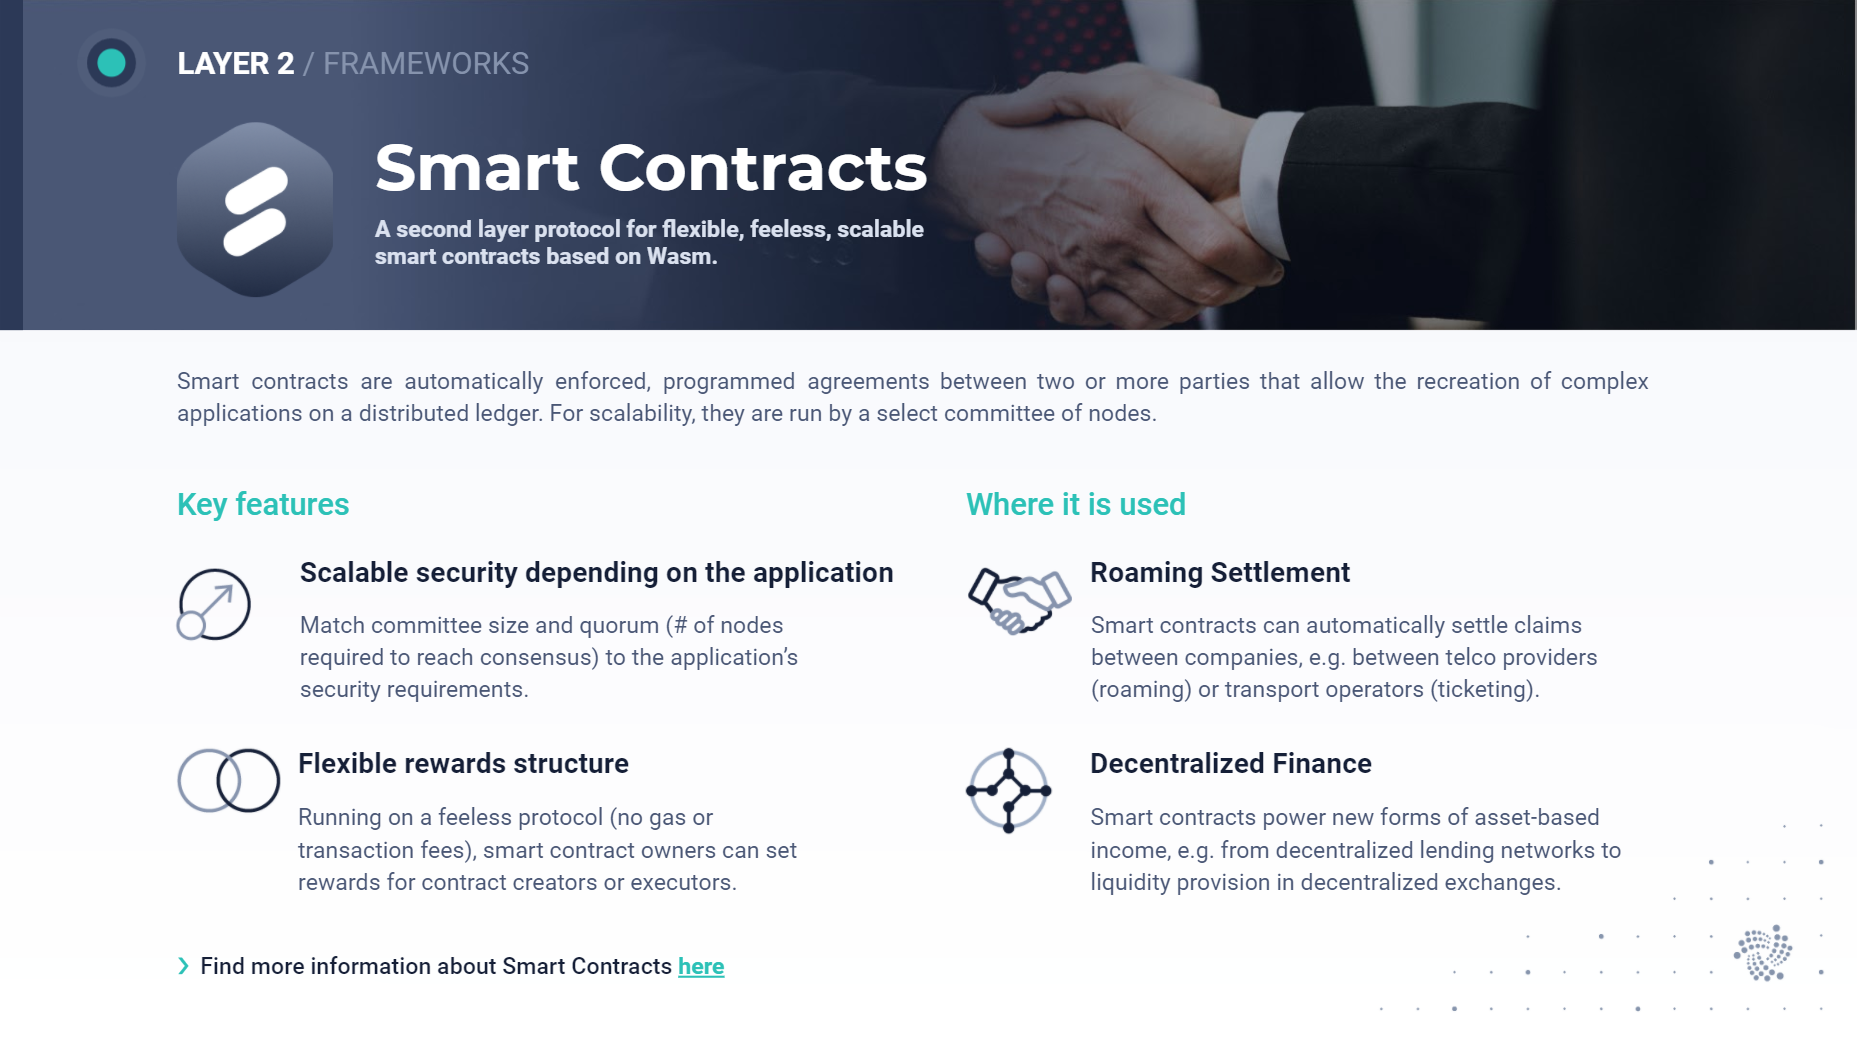 LAYER 2 / FRAMEWORKS
Smart Contracts
A second layer protocol for flexible, feeless, scalable
smart contracts based on Wasm.
Smart contracts are automatically enforced, programmed agreements between two or more parties that allow the recreation of complex
applications on a distributed ledger. For scalability, they are run by a select committee of nodes.
Key features
Scalable security depending on the application
Match committee size and quorum (# of nodes
required to reach consensus) to the application’s
security requirements.
Flexible rewards structure
Running on a feeless protocol (no gas or
transaction fees), smart contract owners can set
rewards for contract creators or executors.
Where it is used
Roaming Settlement
Smart contracts can automatically settle claims
between companies, e.g. between telco providers
(roaming) or transport operators (ticketing).
Decentralized Finance
Smart contracts power new forms of asset-based
income, e.g. from decentralized lending networks to
liquidity provision in decentralized exchanges.
Find more information about Smart Contracts here